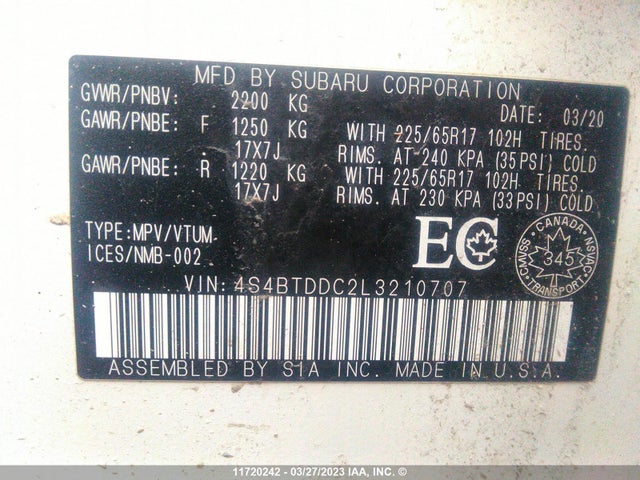 MFD BY SUBARU CORPORATION
GVWR/PNBV: 2200 KG DATE: 03/20
GAWR/PNBE: F 1250 KG WITH 225/65R17 102H TIRES.
17X7J RIMS. AT 240 KPA (35PSI) COLD
GAWR/PNBE: R 1220 KG WITH 225/65R17 102H. TIRES.
17X7J RIMS. AT 230 KPA (33PSI) COLD
TYPE:MPV/VTUM
ICES/NMB-002
EC
CANADA
CMVSS 345 NSVAC
TRANSPORT
VIN: 4S4BTDDC2L3210707
ASSEMBLED BY SIA INC. MADE IN U.S.A.
11720242 - 03/27/2023 IAA, INC. ©